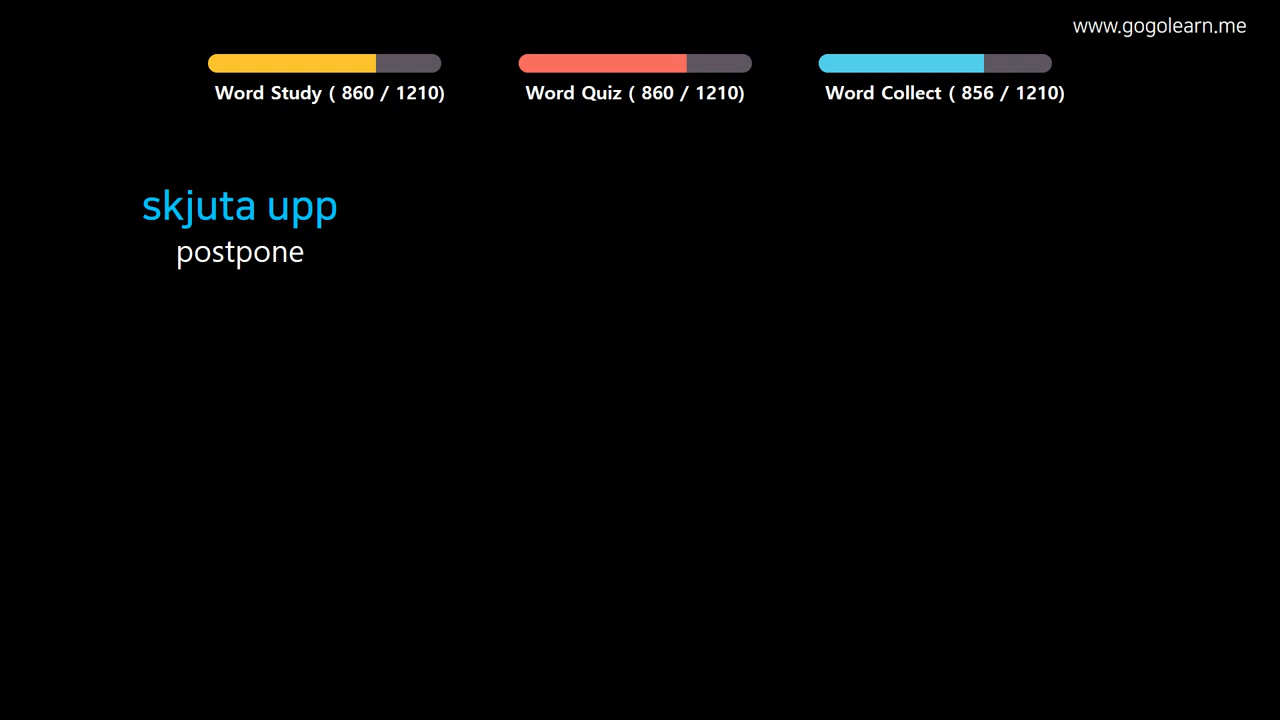 www.gogolearn.me
Word Study ( 860 / 1210)
Word Quiz ( 860 / 1210)
Word Collect ( 856 / 1210)
skjuta upp
postpone